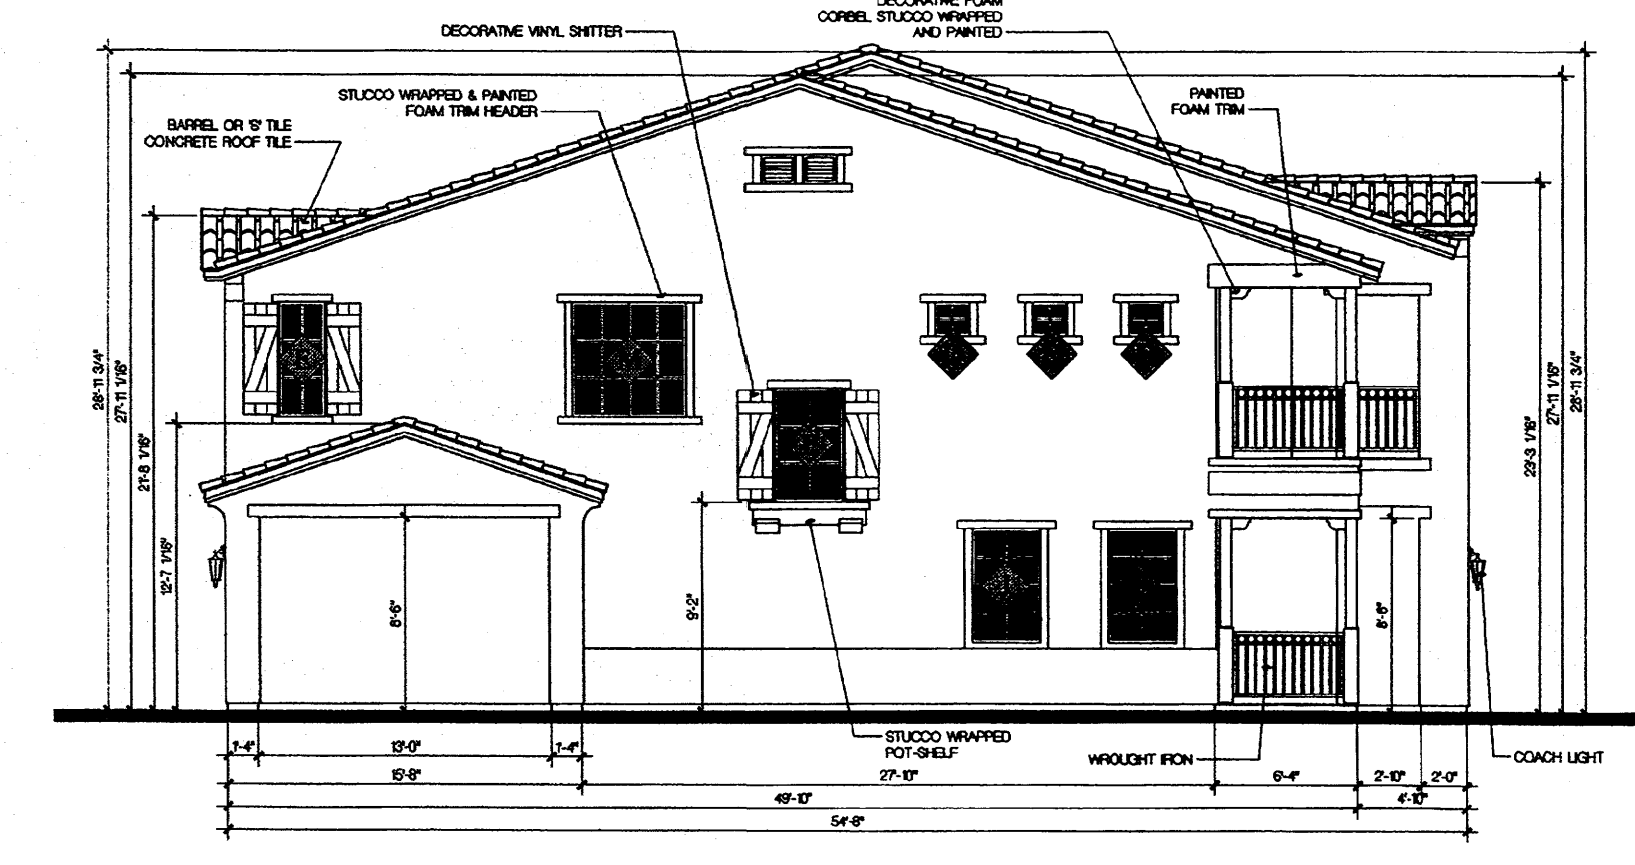 DECORATIVE FOAM
CORBEL STUCCO WRAPPED
AND PAINTED
DECORATIVE VINYL SHITTER
STUCCO WRAPPED & PAINTED
FOAM TRIM HEADER
PAINTED
FOAM TRIM
BARREL OR 'S' TILE
CONCRETE ROOF TILE
28'-11 3/4"
27'-11 1/16"
21'-8 1/16"
12'-7 1/16"
8'-6"
9'-2"
8'-6"
23'-3 1/16"
27'-11 1/16"
28'-11 3/4"
STUCCO WRAPPED
POT-SHELF
WROUGHT IRON
COACH LIGHT
1'-4"
13'-0"
1'-4"
15'-8"
27'-10"
6'-4"
2'-10"
2'-0"
49'-10"
4'-10"
54'-8"